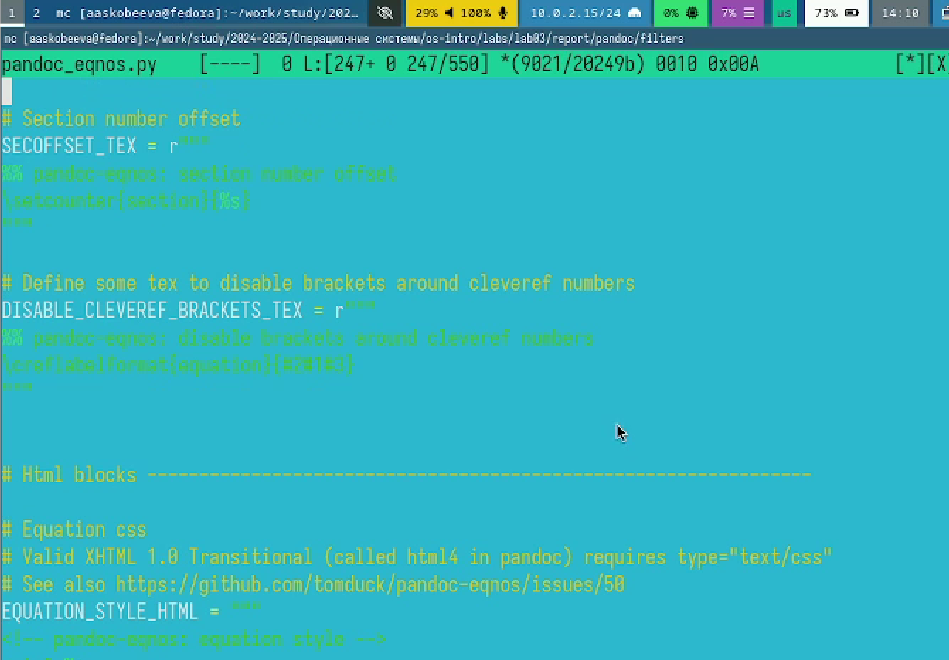 1 2 mc [aaskobeeva@fedora]:~/work/study/202… 29% 100% 10.0.2.15/24 0% 7% us 73% 14:10
mc [aaskobeeva@fedora]:~/work/study/2024-2025/Операционные системы/os-intro/labs/lab03/report/pandoc/filters
pandoc_eqnos.py [----] 0 L:[247+ 0 247/550] *(9021/20249b) 0010 0x00A [*][X
# Section number offset
SECOFFSET_TEX = r"""
%% pandoc-eqnos: section number offset
\setcounter{section}{%s}
"""
# Define some tex to disable brackets around cleveref numbers
DISABLE_CLEVEREF_BRACKETS_TEX = r"""
%% pandoc-eqnos: disable brackets around cleveref numbers
\creflabelformat{equation}{#2#1#3}
"""
# Html blocks ----------------------------------------------------------------
# Equation css
# Valid XHTML 1.0 Transitional (called html4 in pandoc) requires type="text/css"
# See also https://github.com/tomduck/pandoc-eqnos/issues/50
EQUATION_STYLE_HTML = """
<!-- pandoc-eqnos: equation style -->